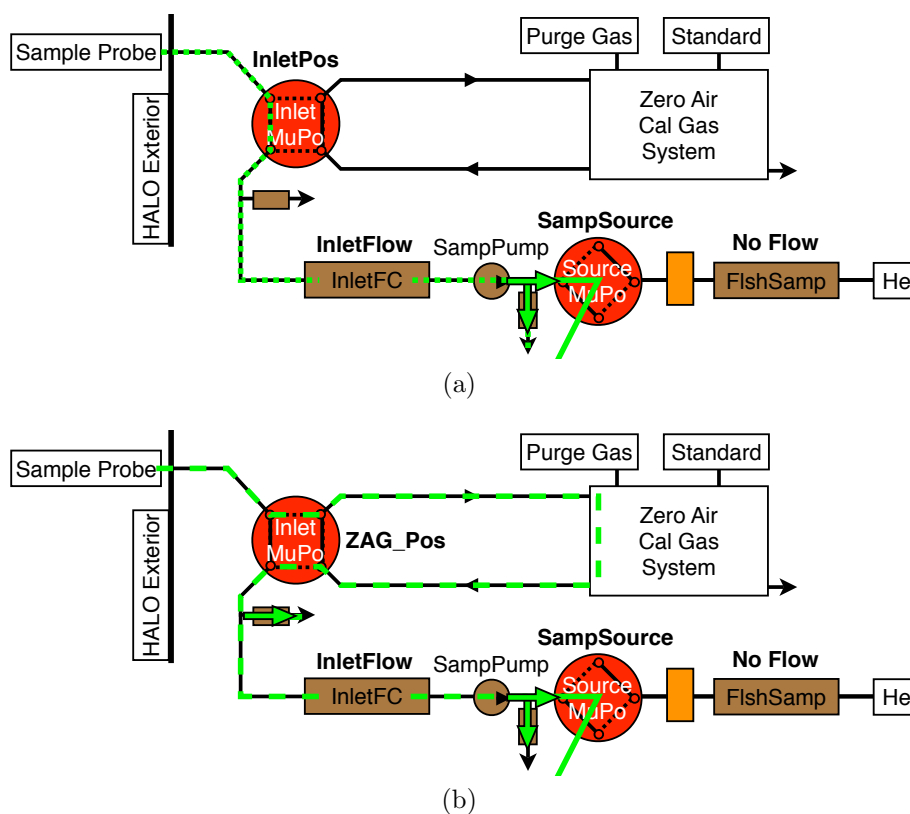 Purge Gas
Standard
Sample Probe
InletPos
Inlet
MuPo
Zero Air
Cal Gas
System
HALO Exterior
SampSource
InletFlow
SampPump
No Flow
InletFC
Source
MuPo
FlshSamp
He
(a)
Purge Gas
Standard
Sample Probe
Inlet
MuPo
ZAG_Pos
Zero Air
Cal Gas
System
HALO Exterior
SampSource
InletFlow
SampPump
No Flow
InletFC
Source
MuPo
FlshSamp
He
(b)